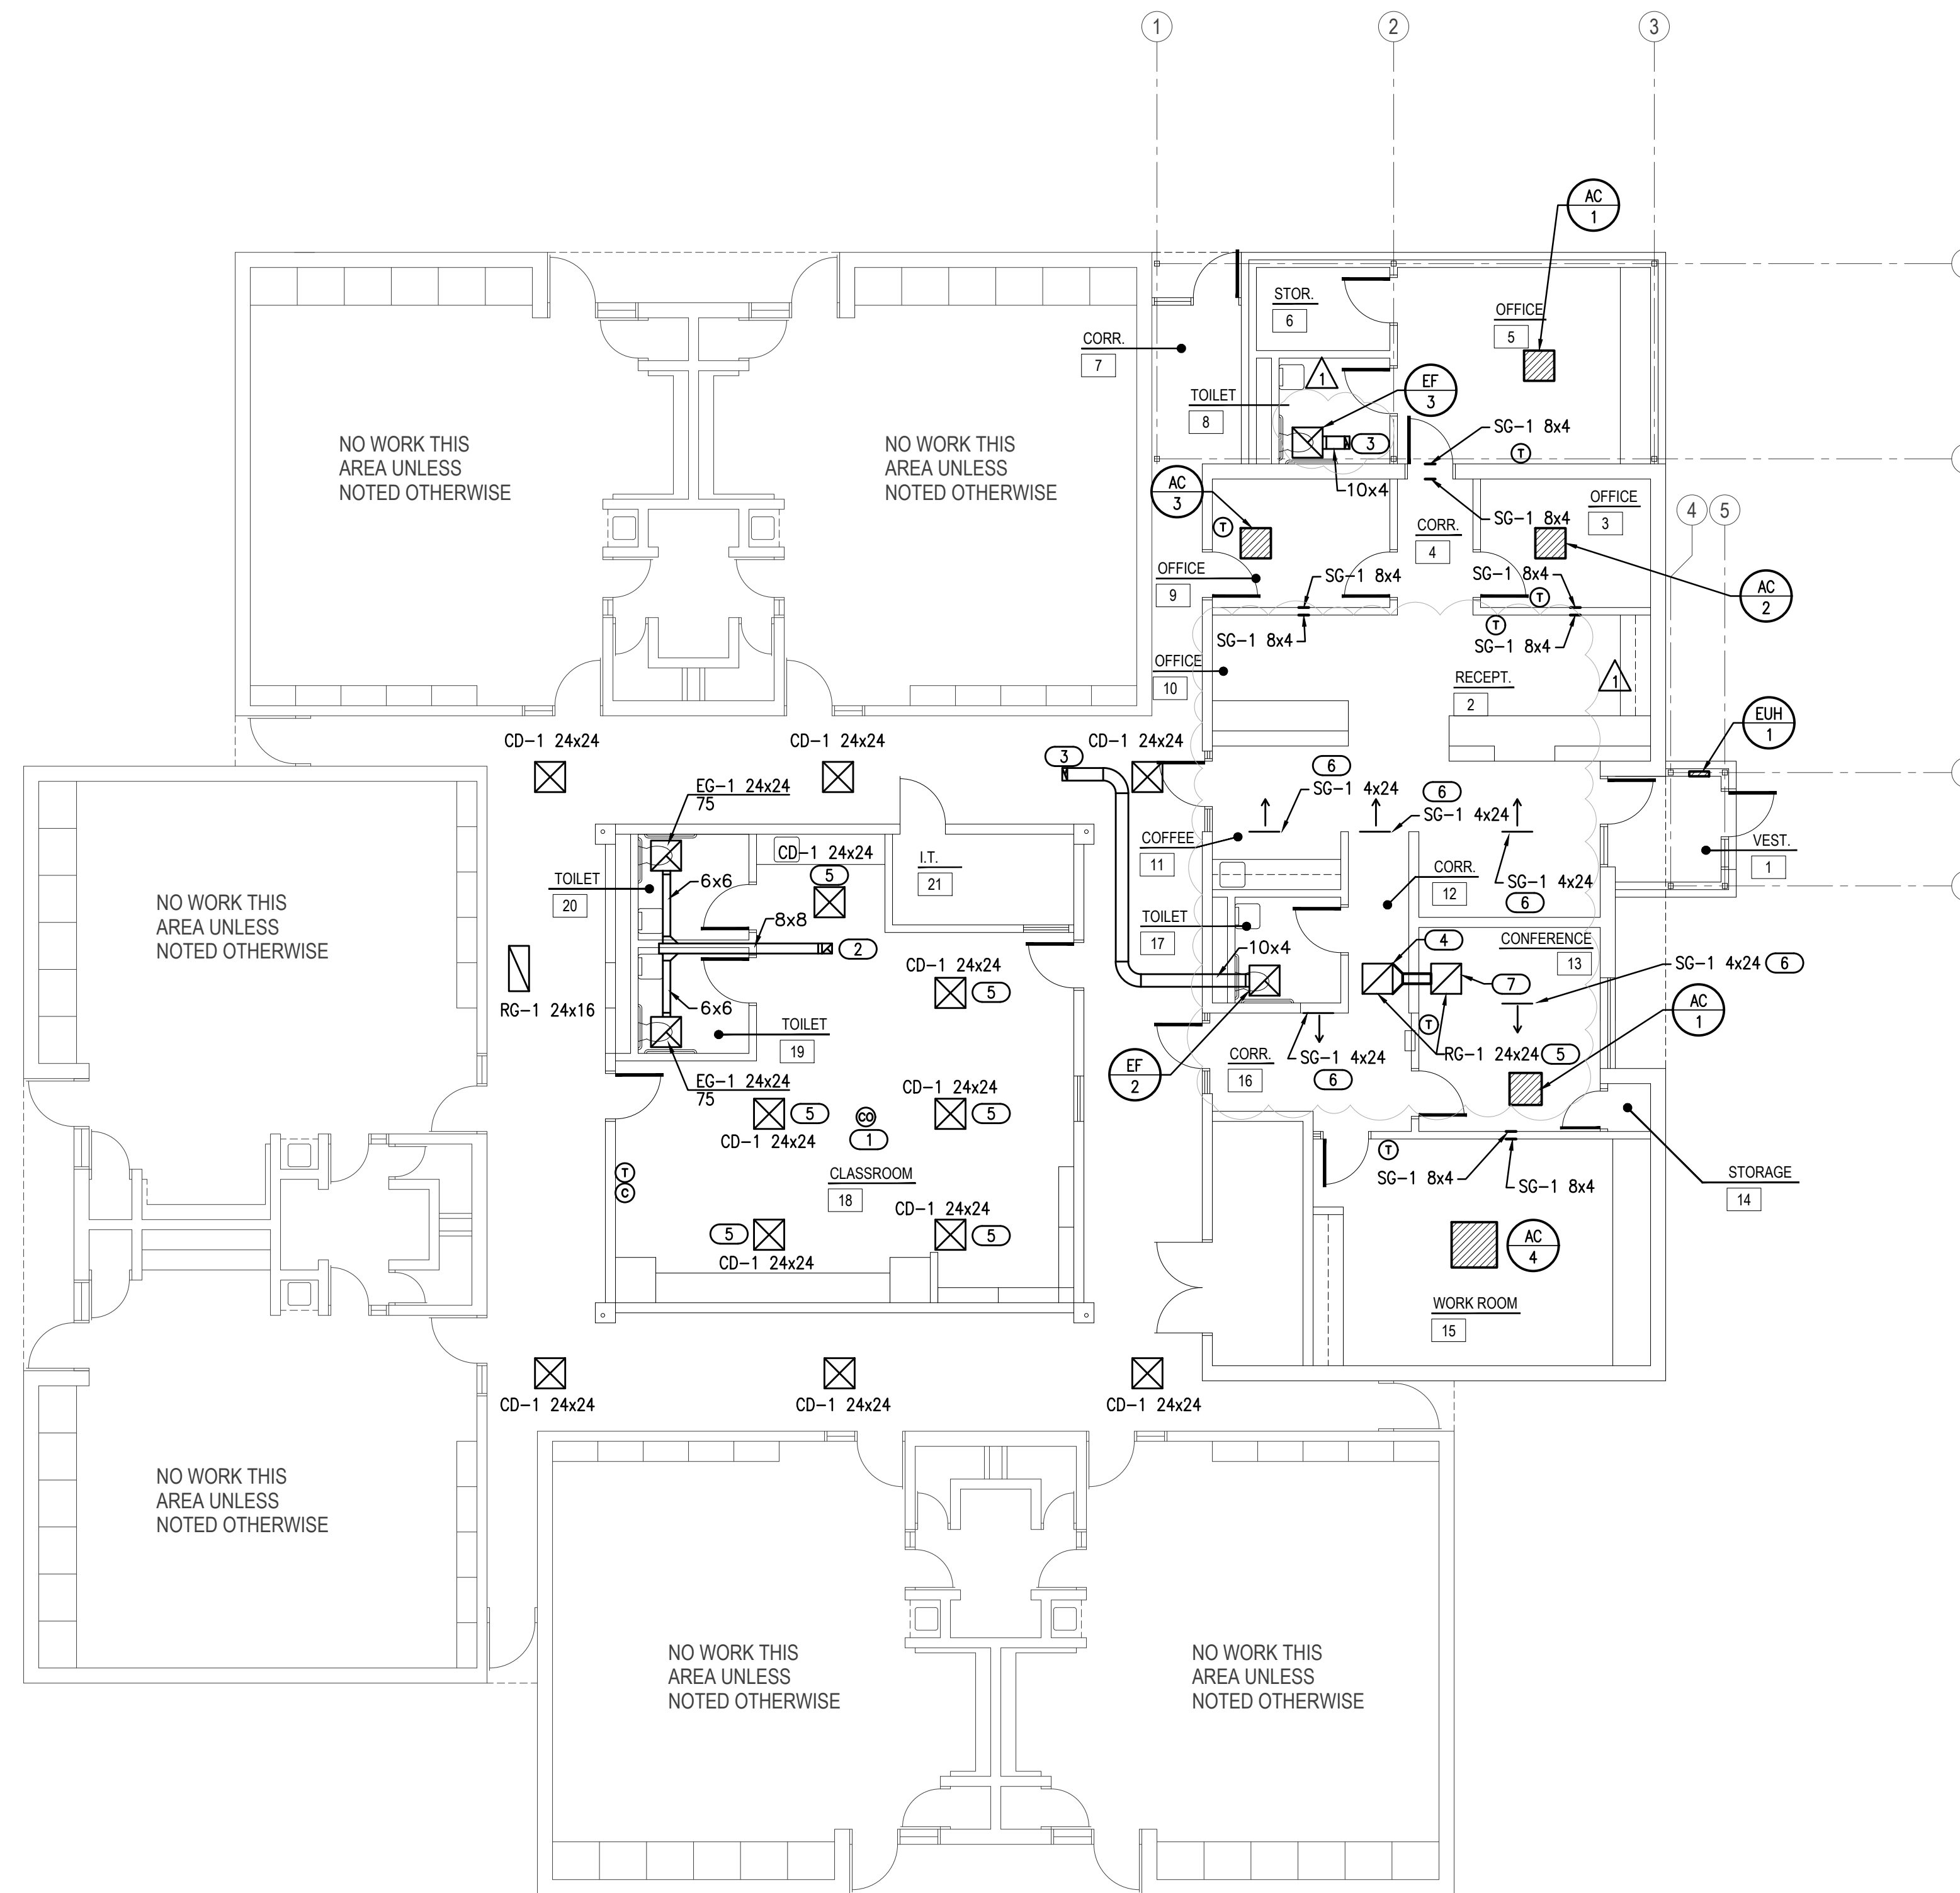 1
2
3
AC
1
STOR.
6
OFFICE
5
CORR.
7
1
EF
3
TOILET
8
3
SG-1 8x4
T
10x4
NO WORK THIS
AREA UNLESS
NOTED OTHERWISE
NO WORK THIS
AREA UNLESS
NOTED OTHERWISE
AC
3
T
SG-1 8x4
OFFICE
3
4
5
CORR.
4
OFFICE
9
SG-1 8x4
SG-1 8x4
T
AC
2
SG-1 8x4
T
SG-1 8x4
OFFICE
10
RECEPT.
2
1
EUH
1
CD-1 24x24
CD-1 24x24
CD-1 24x24
3
6
SG-1 4x24
6
SG-1 4x24
EG-1 24x24
75
COFFEE
11
VEST.
1
CD-1 24x24
5
I.T.
21
TOILET
20
6x6
CORR.
12
SG-1 4x24
6
NO WORK THIS
AREA UNLESS
NOTED OTHERWISE
8x8
2
TOILET
17
10x4
4
CONFERENCE
13
CD-1 24x24
5
SG-1 4x24
6
7
RG-1 24x16
6x6
AC
1
TOILET
19
T
CORR.
16
SG-1 4x24
6
RG-1 24x24
5
EF
2
EG-1 24x24
75
CD-1 24x24
5
5
CD-1 24x24
CO
1
T
C
CLASSROOM
18
T
SG-1 8x4
SG-1 8x4
STORAGE
14
CD-1 24x24
5
5
CD-1 24x24
AC
4
WORK ROOM
15
CD-1 24x24
CD-1 24x24
CD-1 24x24
NO WORK THIS
AREA UNLESS
NOTED OTHERWISE
NO WORK THIS
AREA UNLESS
NOTED OTHERWISE
NO WORK THIS
AREA UNLESS
NOTED OTHERWISE